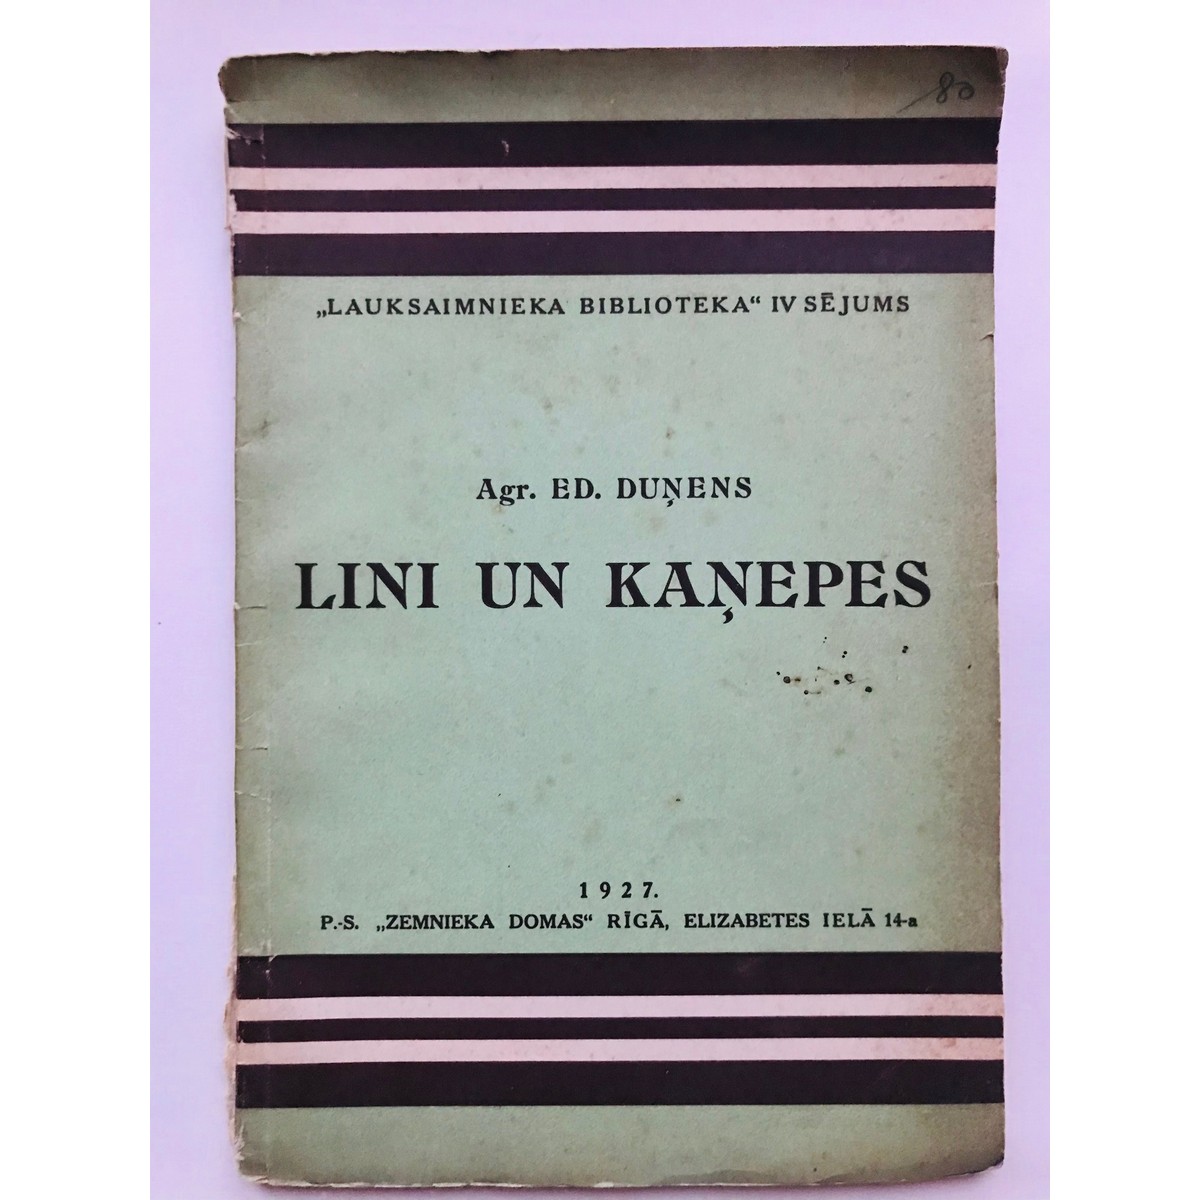 80
„LAUKSAIMNIEKA BIBLIOTEKA“ IV SĒJUMS
Agr. ED. DUŅENS
LINI UN KAŅEPES
1927.
P.-S. „ZEMNIEKA DOMAS“ RĪGĀ, ELIZABETES IELĀ 14-a